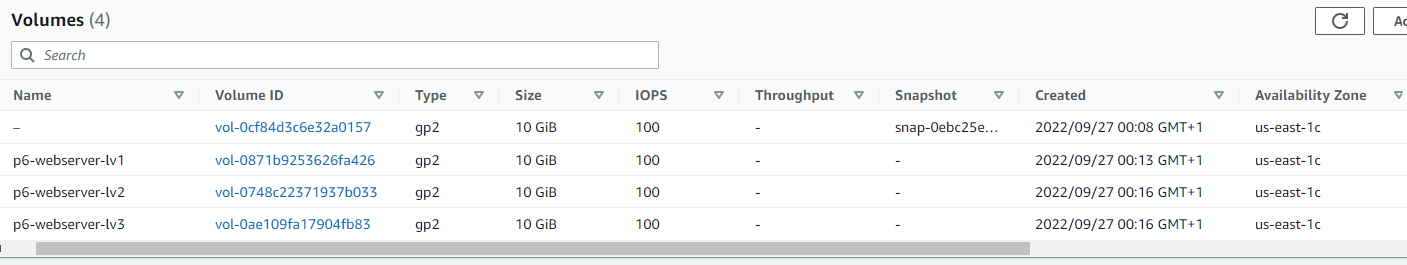 Volumes (4)
Search
Name Volume ID Type Size IOPS Throughput Snapshot Created Availability Zone
– vol-0cf84d3c6e32a0157 gp2 10 GiB 100 - snap-0ebc25e... 2022/09/27 00:08 GMT+1 us-east-1c
p6-webserver-lv1 vol-0871b9253626fa426 gp2 10 GiB 100 - - 2022/09/27 00:13 GMT+1 us-east-1c
p6-webserver-lv2 vol-0748c22371937b033 gp2 10 GiB 100 - - 2022/09/27 00:16 GMT+1 us-east-1c
p6-webserver-lv3 vol-0ae109fa17904fb83 gp2 10 GiB 100 - - 2022/09/27 00:16 GMT+1 us-east-1c